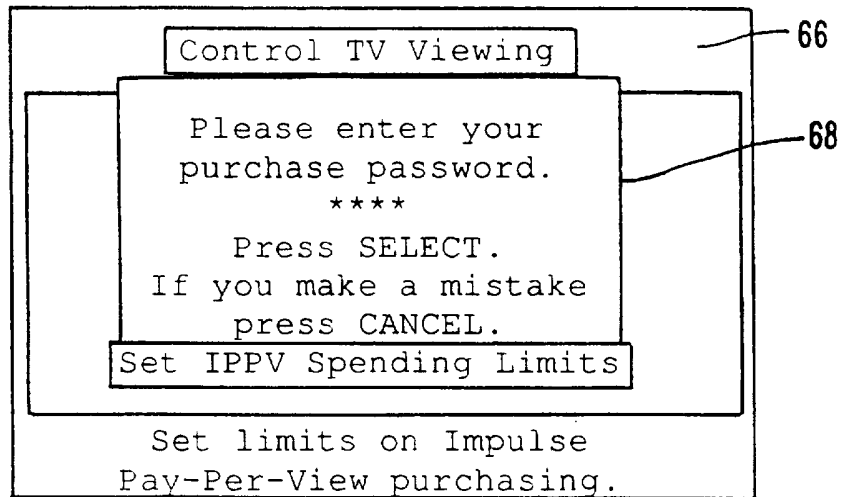 Control TV Viewing
66
Please enter your
purchase password.
68
****
Press SELECT.
If you make a mistake
press CANCEL.
Set IPPV Spending Limits
Set limits on Impulse
Pay-Per-View purchasing.